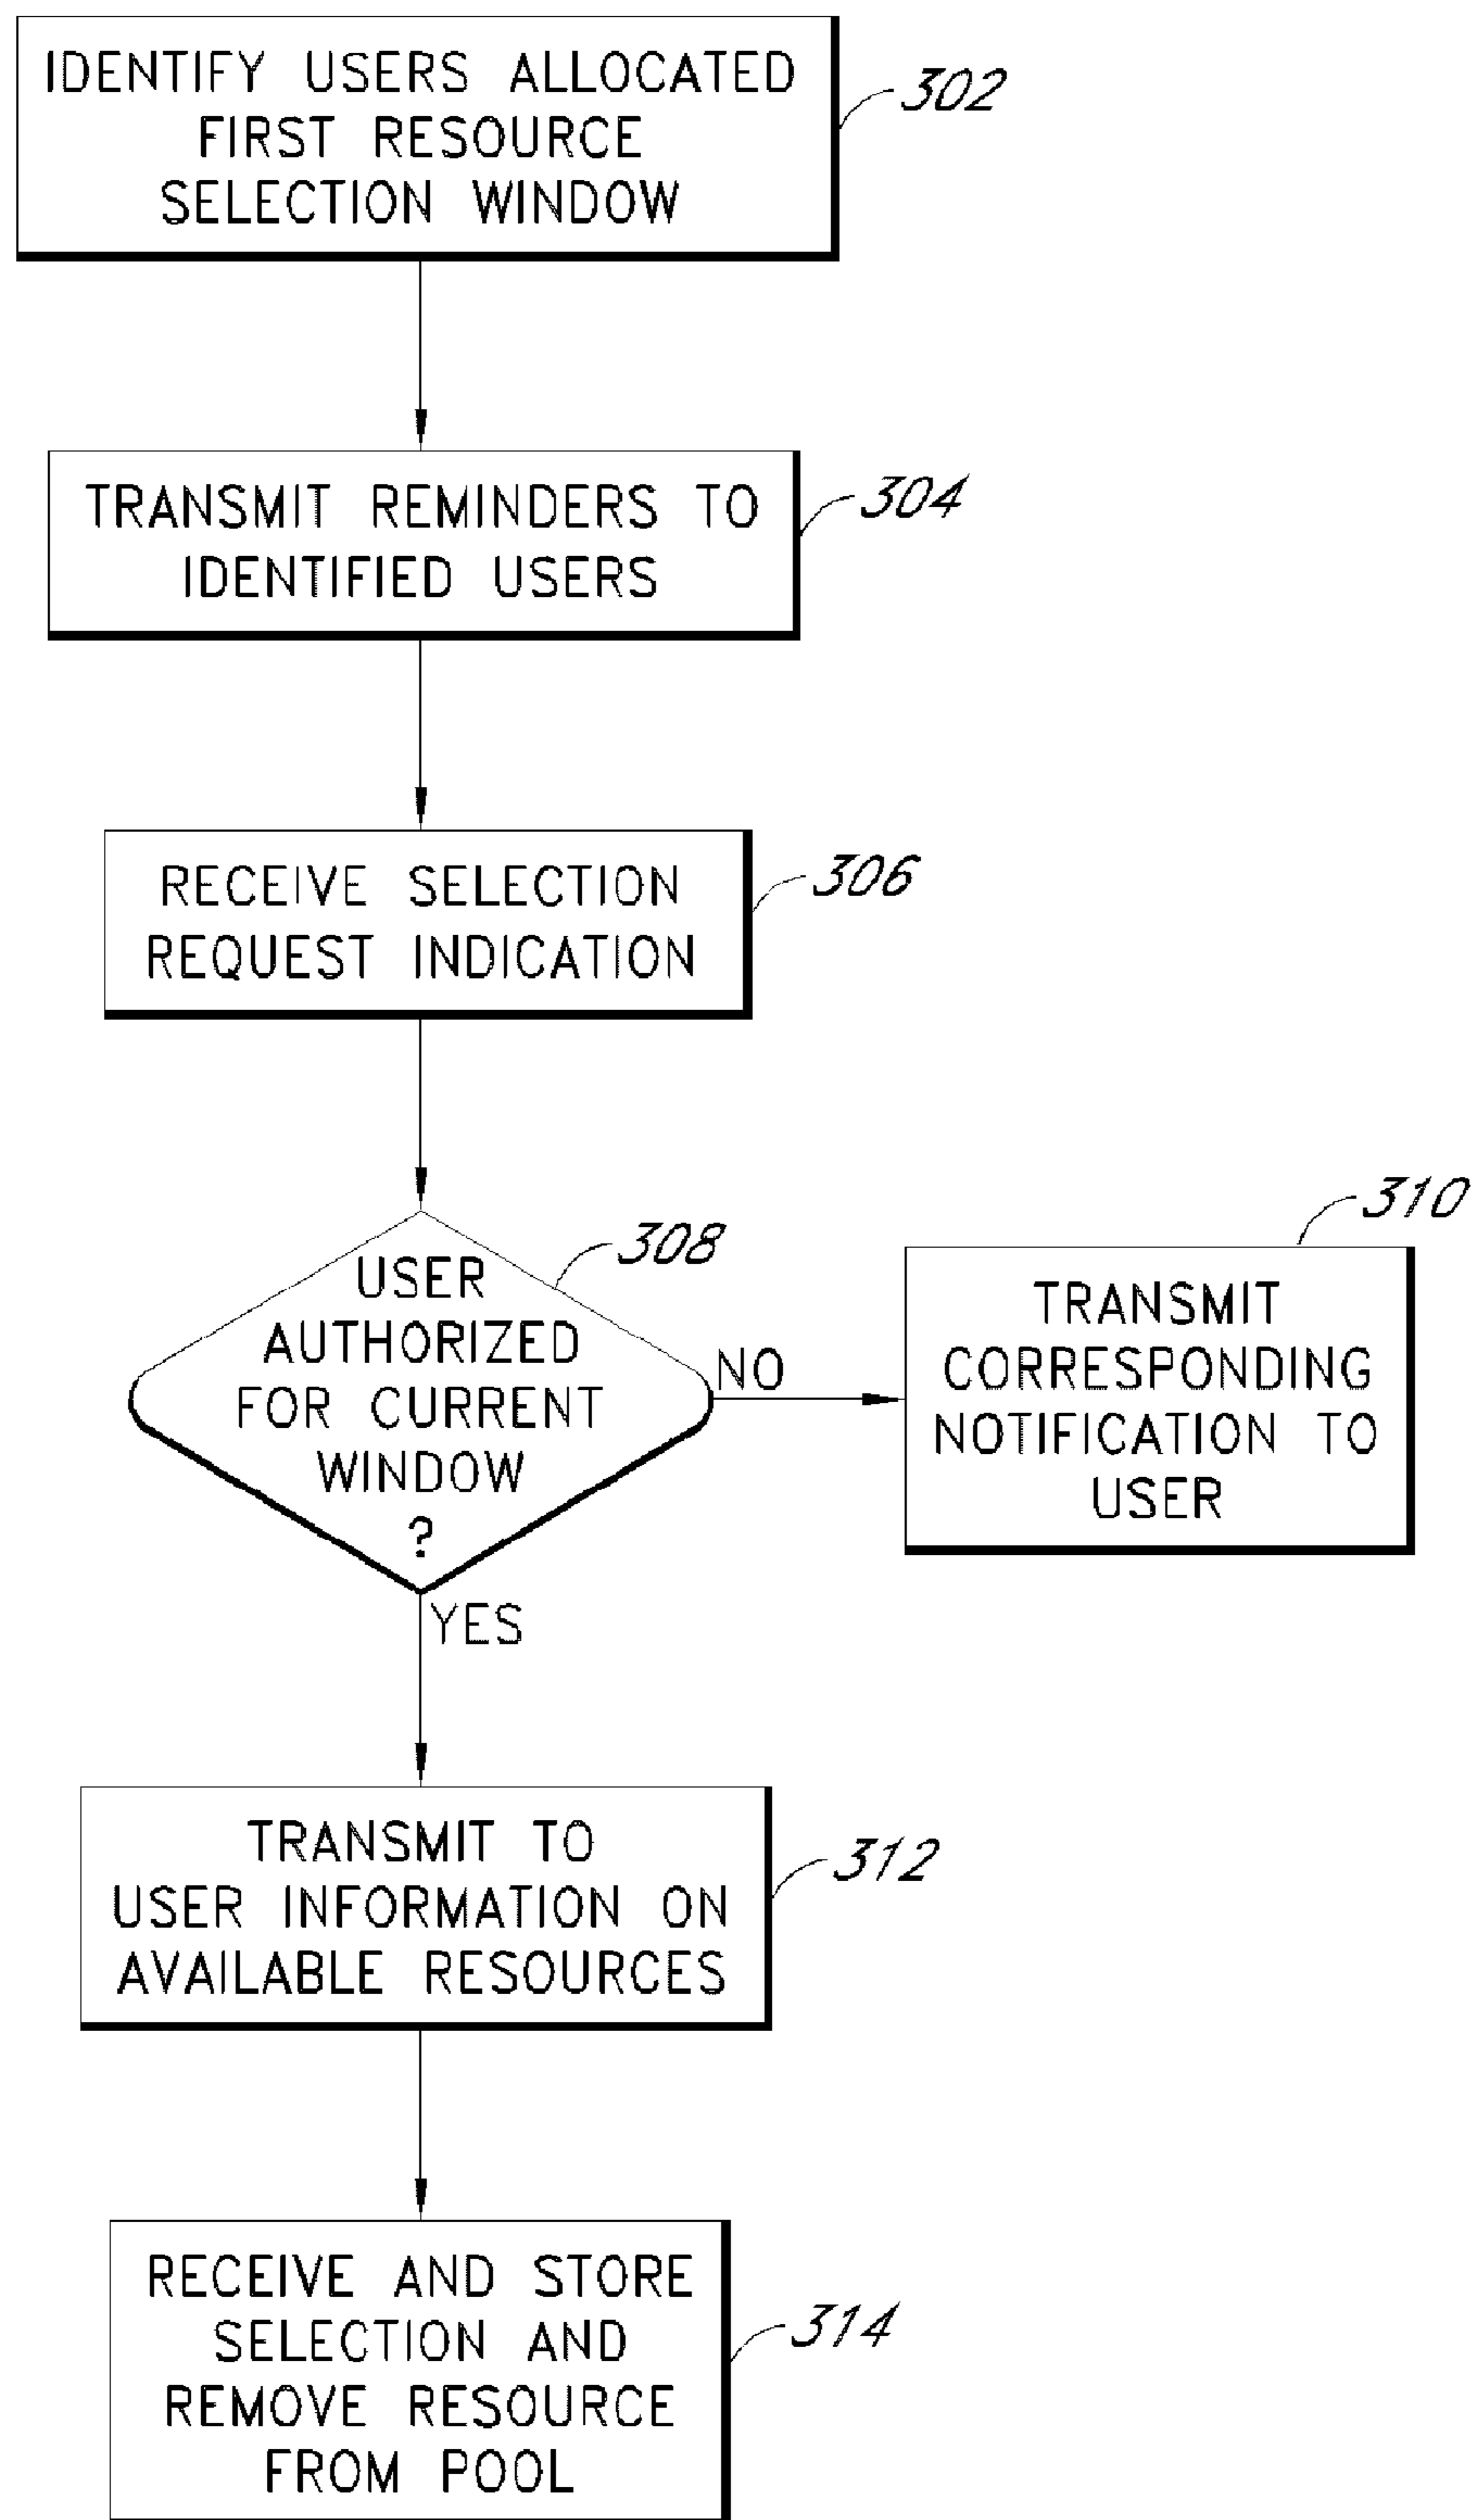 IDENTIFY USERS ALLOCATED
FIRST RESOURCE
SELECTION WINDOW
302
TRANSMIT REMINDERS TO
IDENTIFIED USERS
304
RECEIVE SELECTION
REQUEST INDICATION
306
USER
AUTHORIZED
FOR CURRENT
WINDOW
?
308
NO
YES
TRANSMIT
CORRESPONDING
NOTIFICATION TO
USER
310
TRANSMIT TO
USER INFORMATION ON
AVAILABLE RESOURCES
312
RECEIVE AND STORE
SELECTION AND
REMOVE RESOURCE
FROM POOL
314